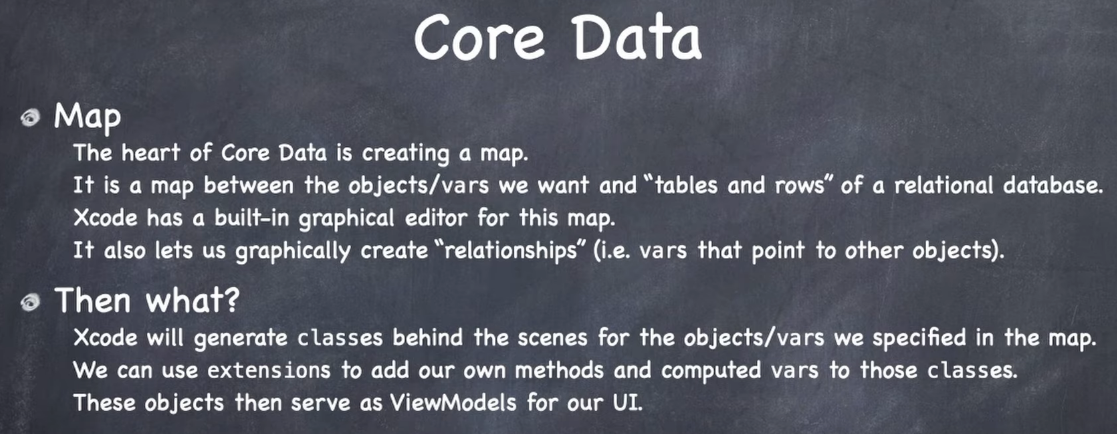 Core Data
Map
The heart of Core Data is creating a map.
It is a map between the objects/vars we want and “tables and rows” of a relational database.
Xcode has a built-in graphical editor for this map.
It also lets us graphically create “relationships” (i.e. vars that point to other objects).
Then what?
Xcode will generate classes behind the scenes for the objects/vars we specified in the map.
We can use extensions to add our own methods and computed vars to those classes.
These objects then serve as ViewModels for our UI.